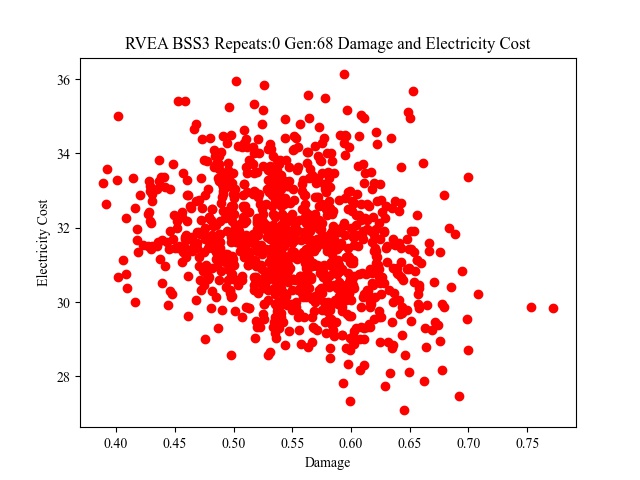 RVEA BSS3 Repeats:0 Gen:68 Damage and Electricity Cost
Electricity Cost
36
34
32
30
28
0.40 0.45 0.50 0.55 0.60 0.65 0.70 0.75
Damage